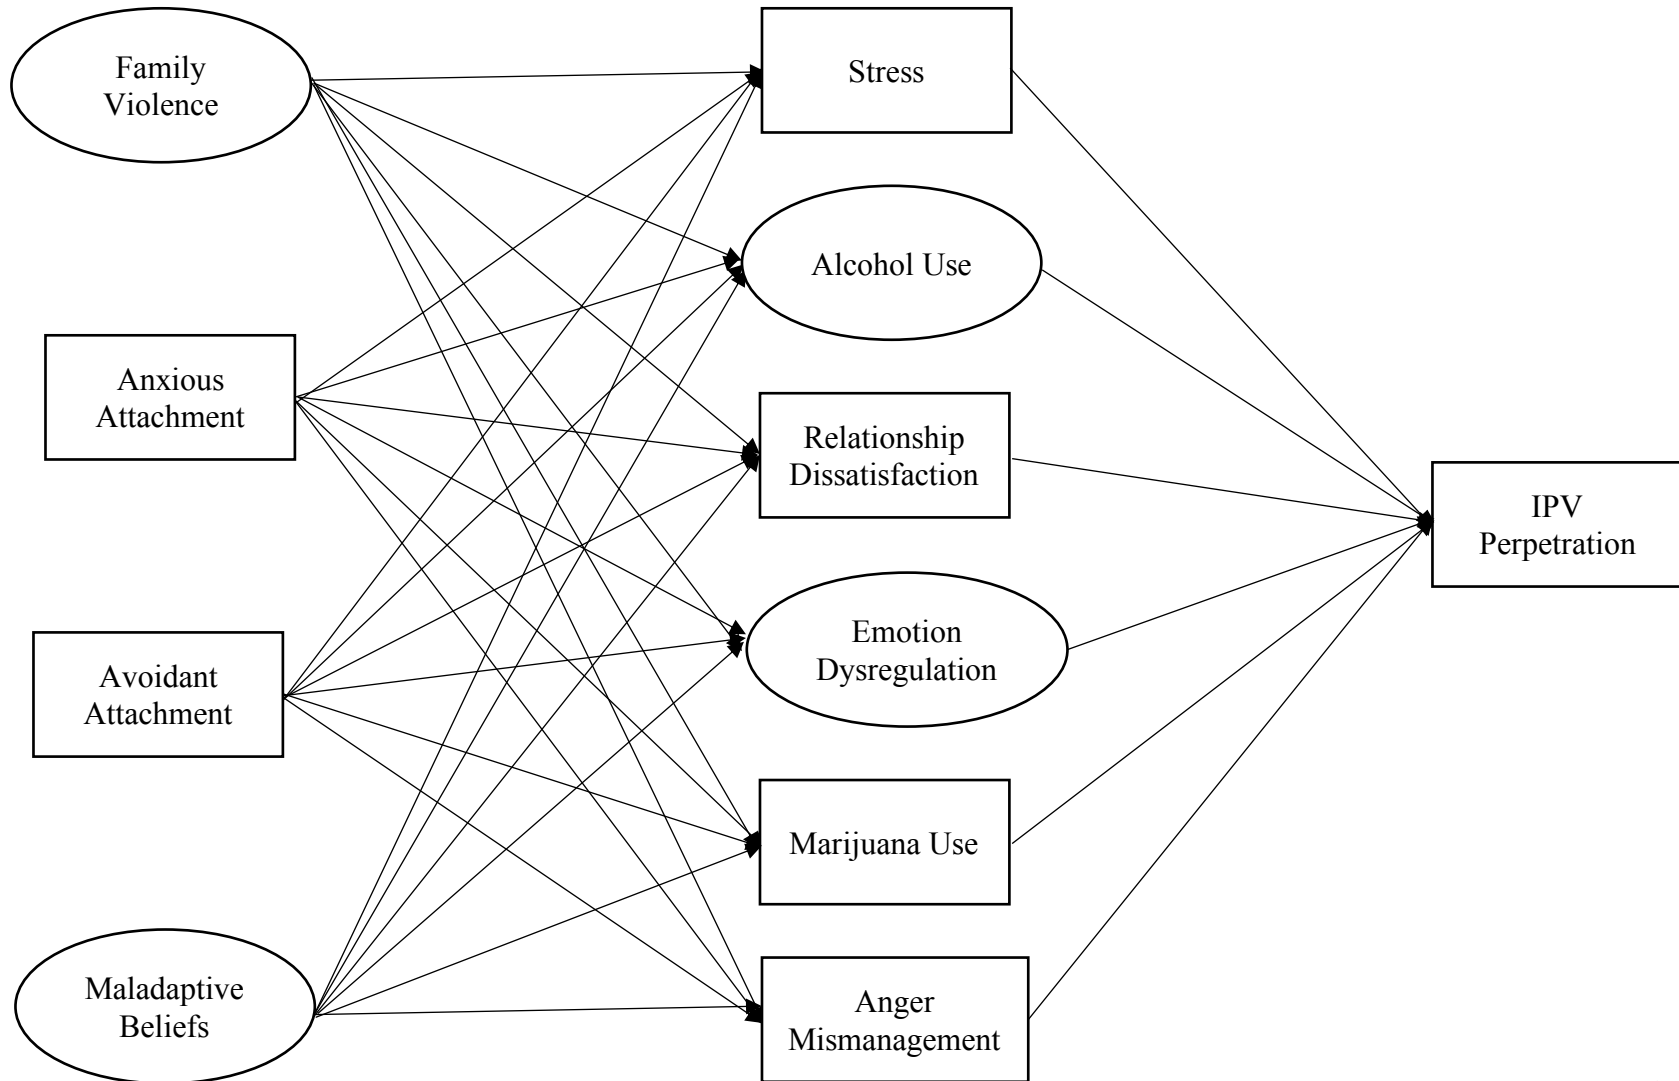 Family
Violence
Stress
Alcohol Use
Anxious
Attachment
Relationship
Dissatisfaction
IPV
Perpetration
Emotion
Dysregulation
Avoidant
Attachment
Marijuana Use
Maladaptive
Beliefs
Anger
Mismanagement